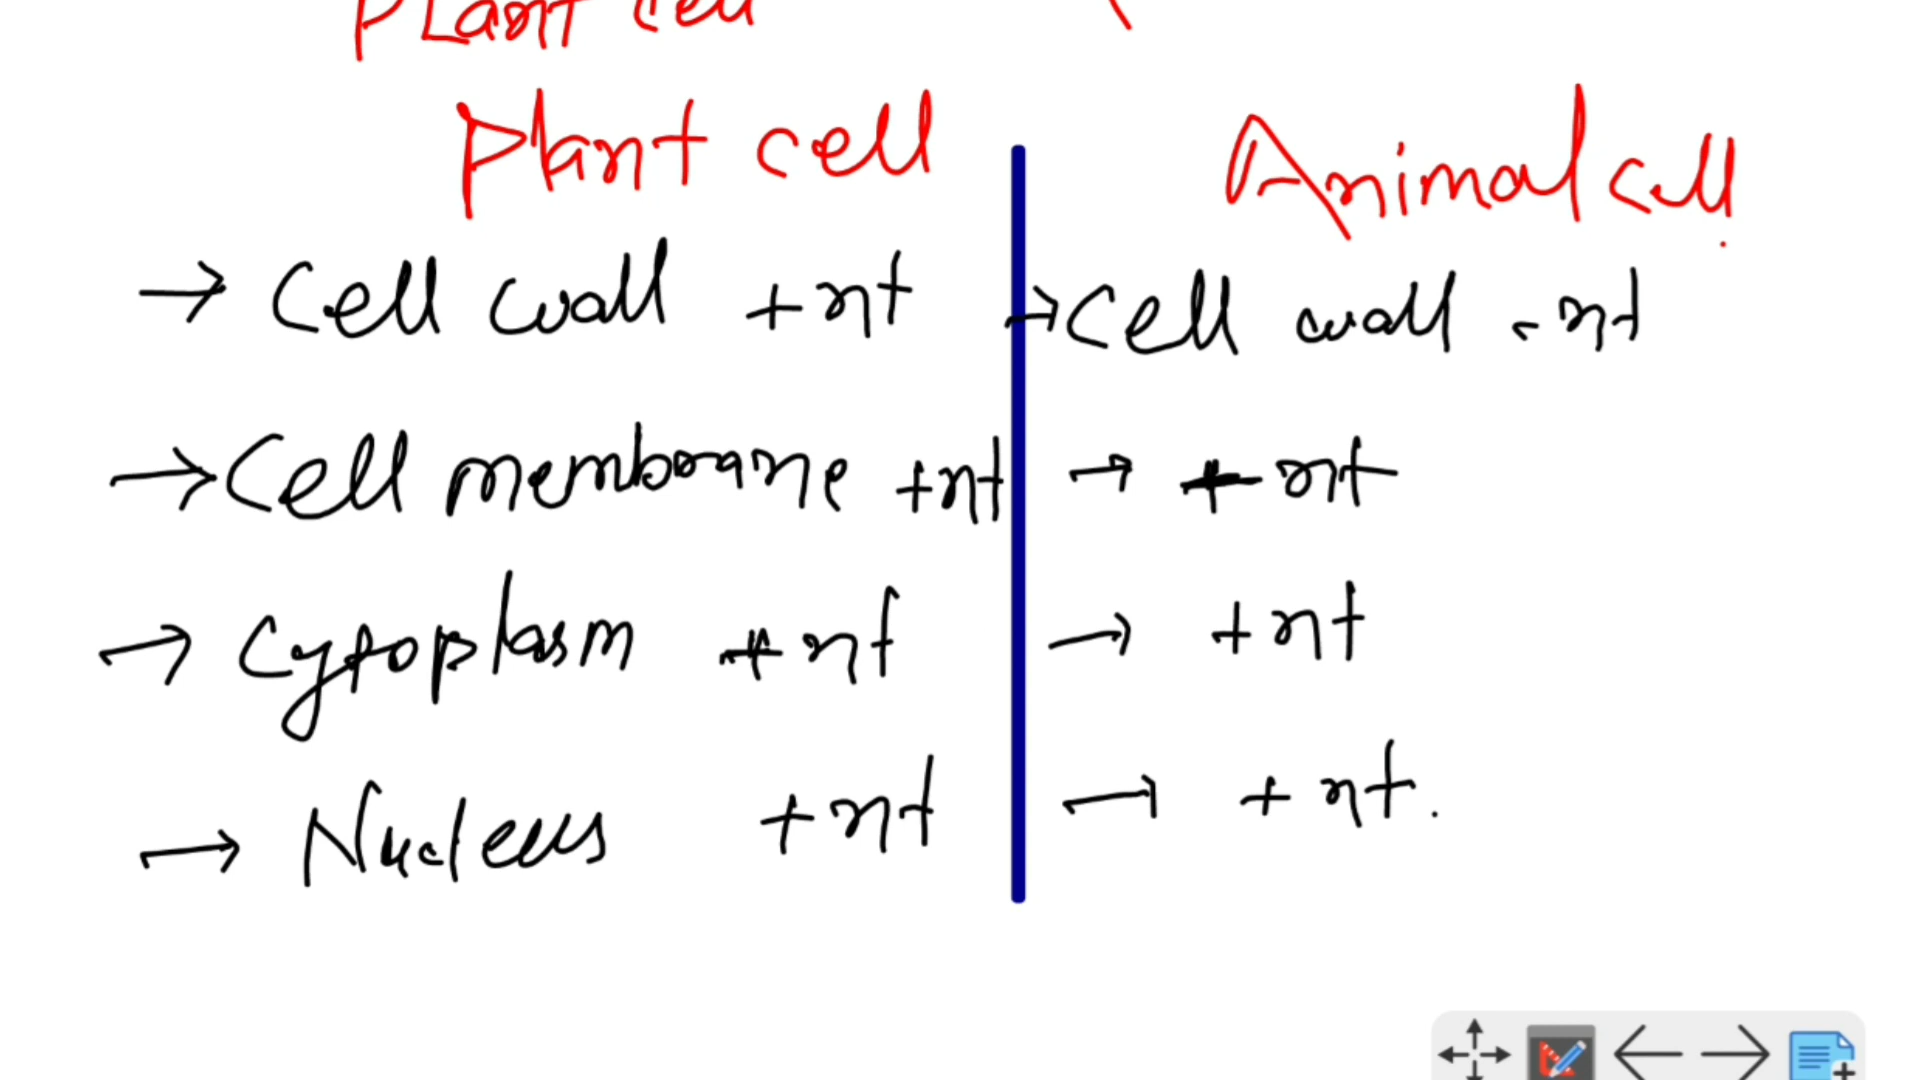 Plant cell
Plant cell
Animal cell
→ Cell wall +nt
→ Cell wall -nt
→ Cell membrane +nt
→ +nt
→ Cytoplasm +nt
→ +nt
→ Nucleus +nt
→ +nt.